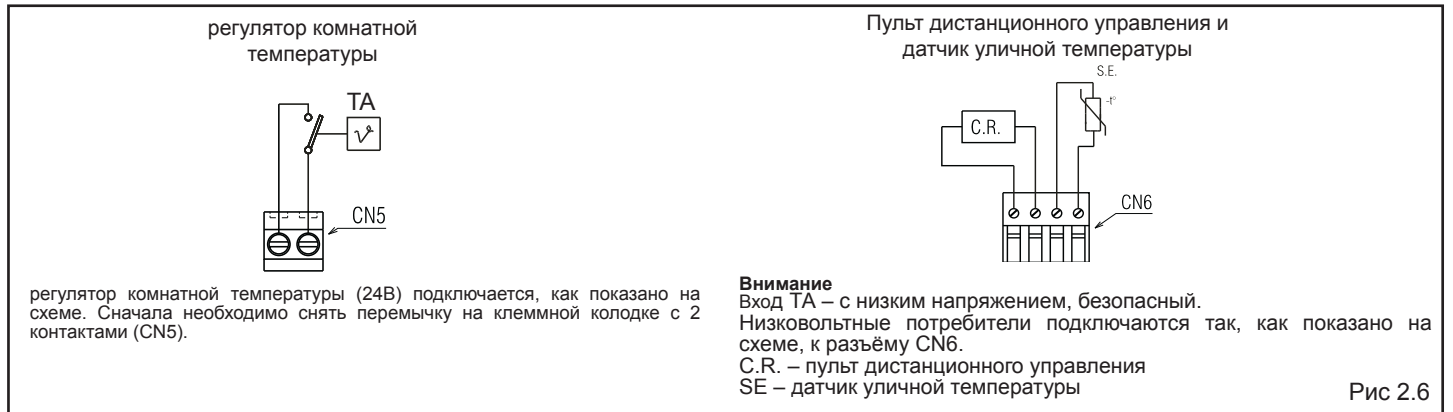 регулятор комнатной
температуры
TA
CN5
регулятор комнатной температуры (24В) подключается, как показано на
схеме. Сначала необходимо снять перемычку на клеммной колодке с 2
контактами (CN5).
Пульт дистанционного управления и
датчик уличной температуры
S.E.
-t°
C.R.
CN6
Внимание
Вход ТА – с низким напряжением, безопасный.
Низковольтные потребители подключаются так, как показано на
схеме, к разъёму CN6.
C.R. – пульт дистанционного управления
SE – датчик уличной температуры
Рис 2.6